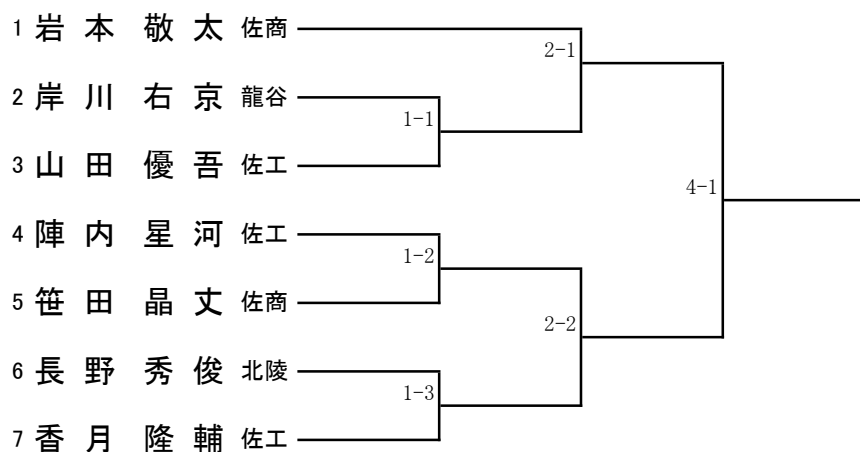 1 岩本 敬太 佐商
2-1
2 岸川 右京 龍谷
1-1
3 山田 優吾 佐工
4-1
4 陣内 星河 佐工
1-2
5 笹田 晶丈 佐商
2-2
6 長野 秀俊 北陵
1-3
7 香月 隆輔 佐工